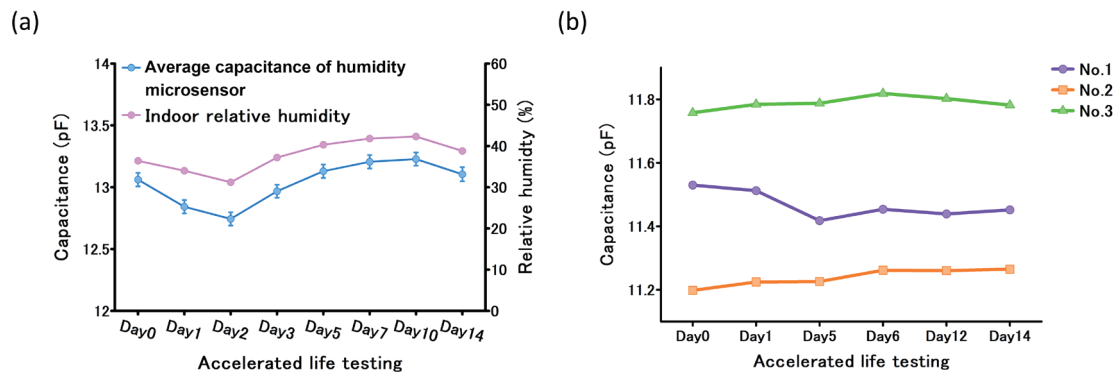 (a)
14
13.5
13
12.5
12
Capacitance (pF)
Average capacitance of humidity
microsensor
Indoor relative humidity
60
50
40
30
20
10
0
Relative humidty (%)
Day0 Day1 Day2 Day3 Day5 Day7 Day10 Day14
Accelerated life testing
(b)
11.8
11.6
11.4
11.2
Capacitance (pF)
Day0 Day1 Day5 Day6 Day12 Day14
Accelerated life testing
No.1
No.2
No.3